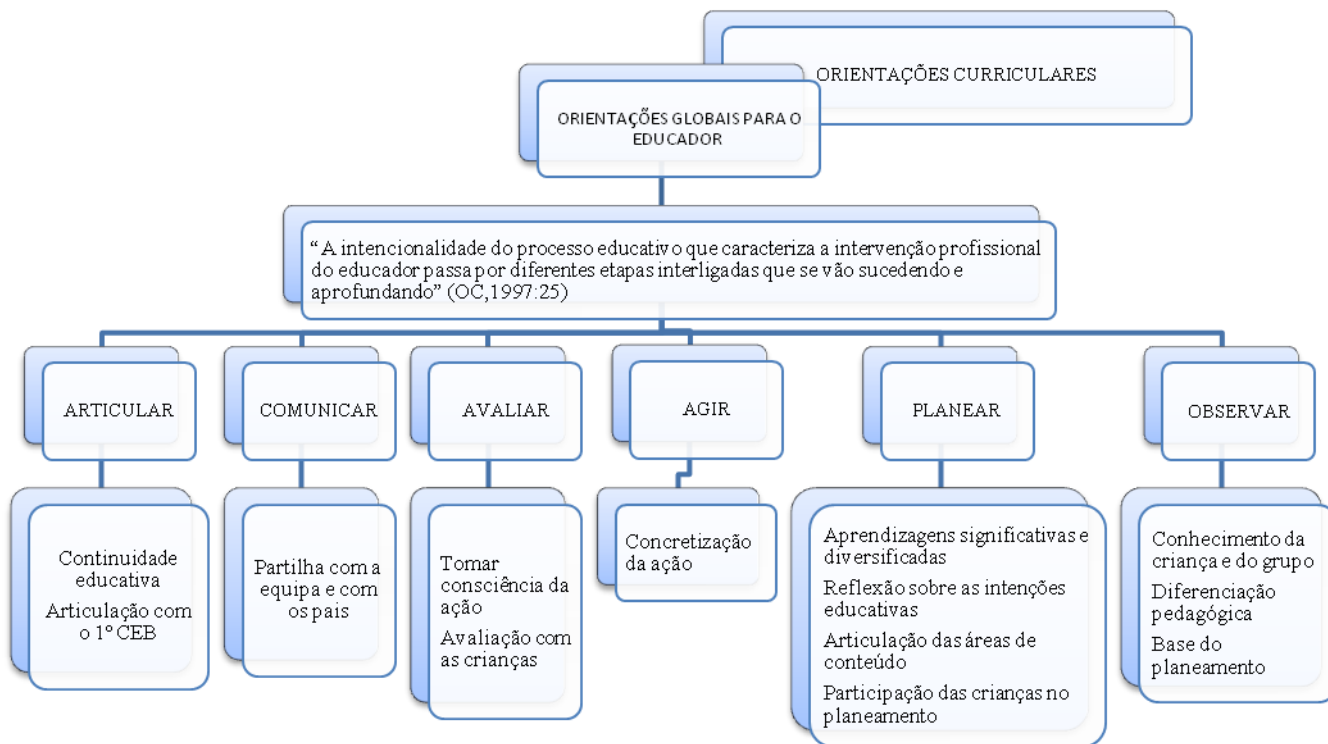 ORIENTAÇÕES CURRICULARES
ORIENTAÇÕES GLOBAIS PARA O
EDUCADOR
“A intencionalidade do processo educativo que caracteriza a intervenção profissional
do educador passa por diferentes etapas interligadas que se vão sucedendo e
aprofundando” (OC,1997:25)
ARTICULAR
COMUNICAR
AVALIAR
AGIR
PLANEAR
OBSERVAR
Continuidade
educativa
Articulação com
o 1º CEB
Partilha com a
equipa e com
os pais
Tomar
consciência da
ação
Avaliação com
as crianças
Concretização
da ação
Aprendizagens significativas e
diversificadas
Reflexão sobre as intenções
educativas
Articulação das áreas de
conteúdo
Participação das crianças no
planeamento
Conhecimento da
criança e do grupo
Diferenciação
pedagógica
Base do
planeamento